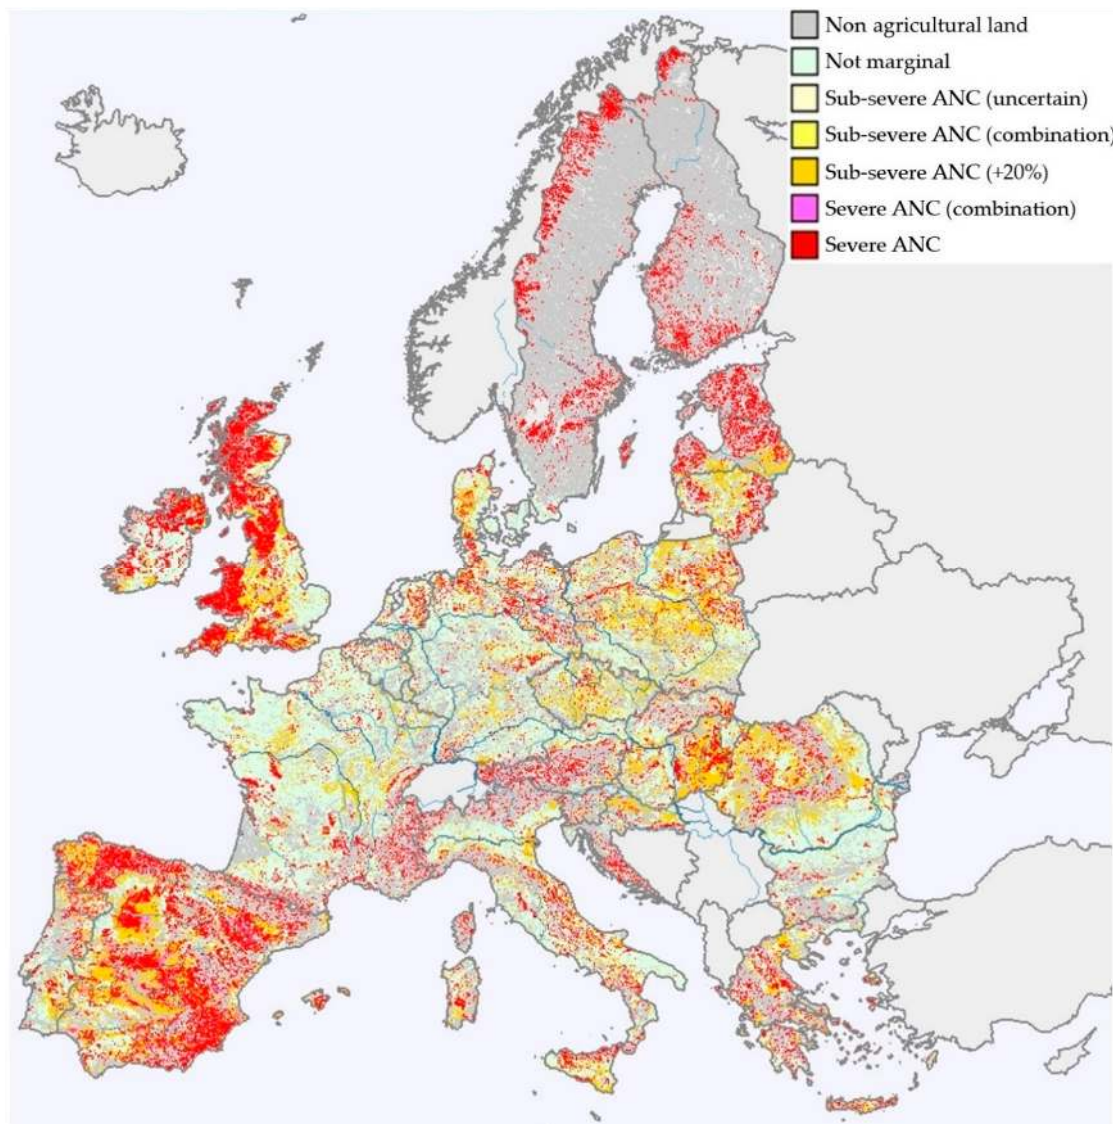 Non agricultural land
Not marginal
Sub-severe ANC (uncertain)
Sub-severe ANC (combination)
Sub-severe ANC (+20%)
Severe ANC (combination)
Severe ANC